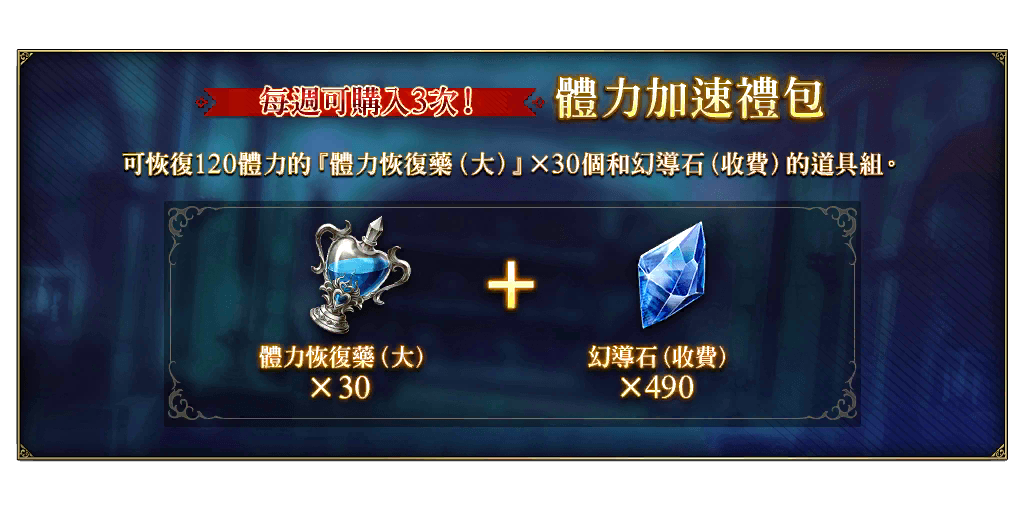 每週可購入3次！ 體力加速禮包
可恢復120體力的『體力恢復藥（大）』×30個和幻導石（收費）的道具組。
+
體力恢復藥（大） 幻導石（收費）
×30 ×490